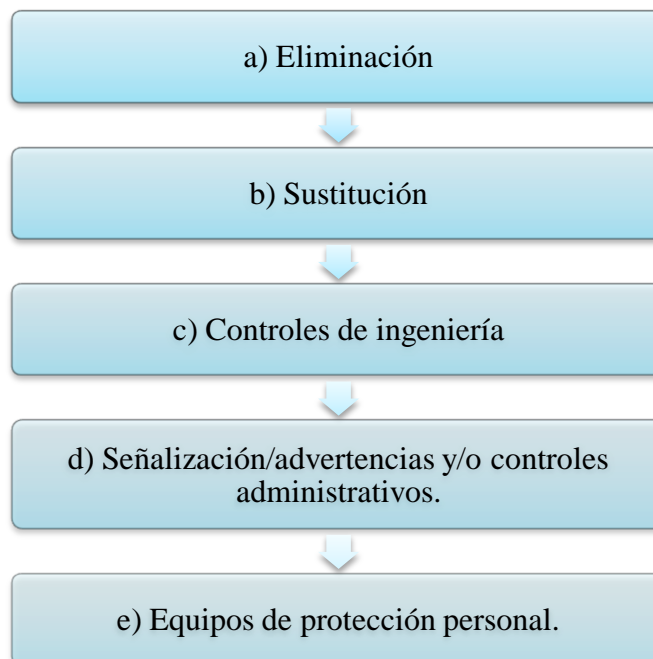 a) Eliminación
b) Sustitución
c) Controles de ingeniería
d) Señalización/advertencias y/o controles
administrativos.
e) Equipos de protección personal.